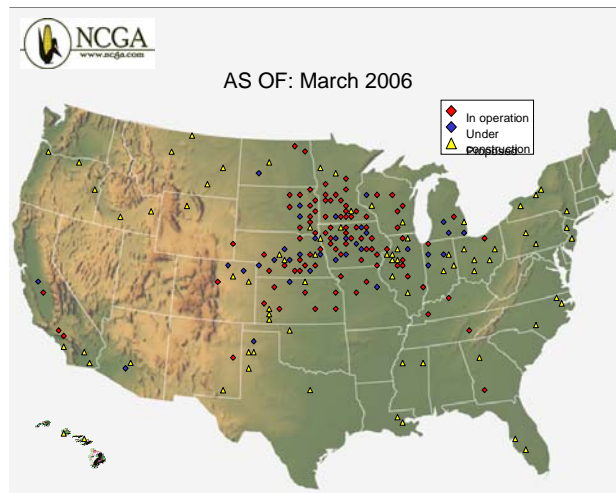 NCGA
www.ncga.com
AS OF: March 2006
In operation
Under
construction
Proposed